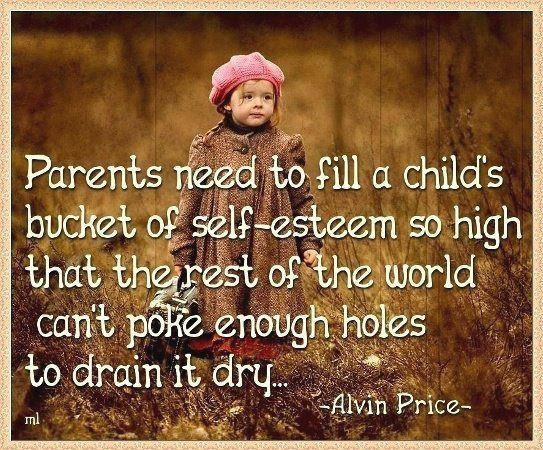 Parents need to fill a child's
bucket of self-esteem so high
that the rest of the world
can't poke enough holes
to drain it dry...
-Alvin Price-
ml